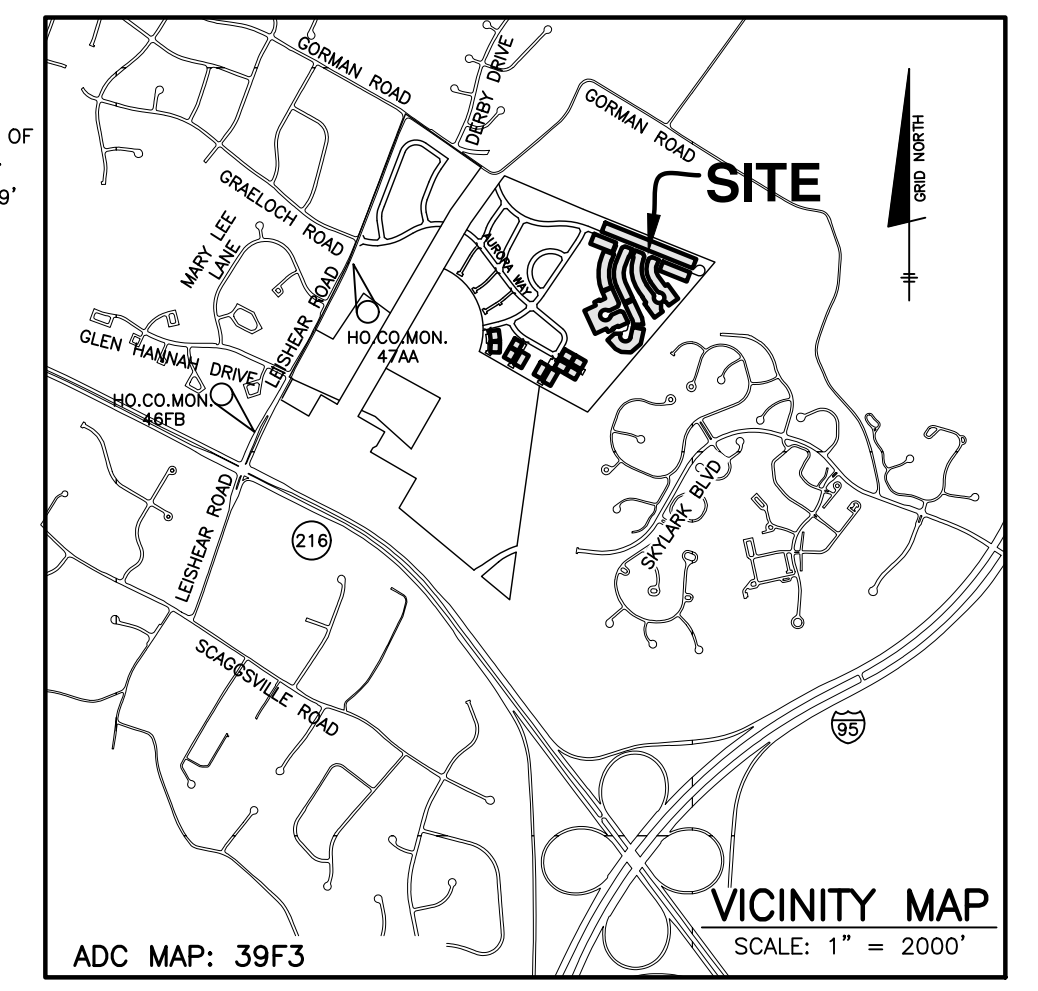 GORMAN ROAD
DERBY DRIVE
GORMAN ROAD
GRID NORTH
OF
9'
SITE
GRAELOCH ROAD
MARY LEE
LANE
AURORA WAY
LEISHEAR ROAD
HO.CO.MON.
47AA
GLEN HANNAH DRIVE
HO.CO.MON.
46FB
SKYLARK BLVD
LEISHEAR ROAD
216
SCAGGSVILLE ROAD
95
VICINITY MAP
SCALE: 1" = 2000'
ADC MAP: 39F3